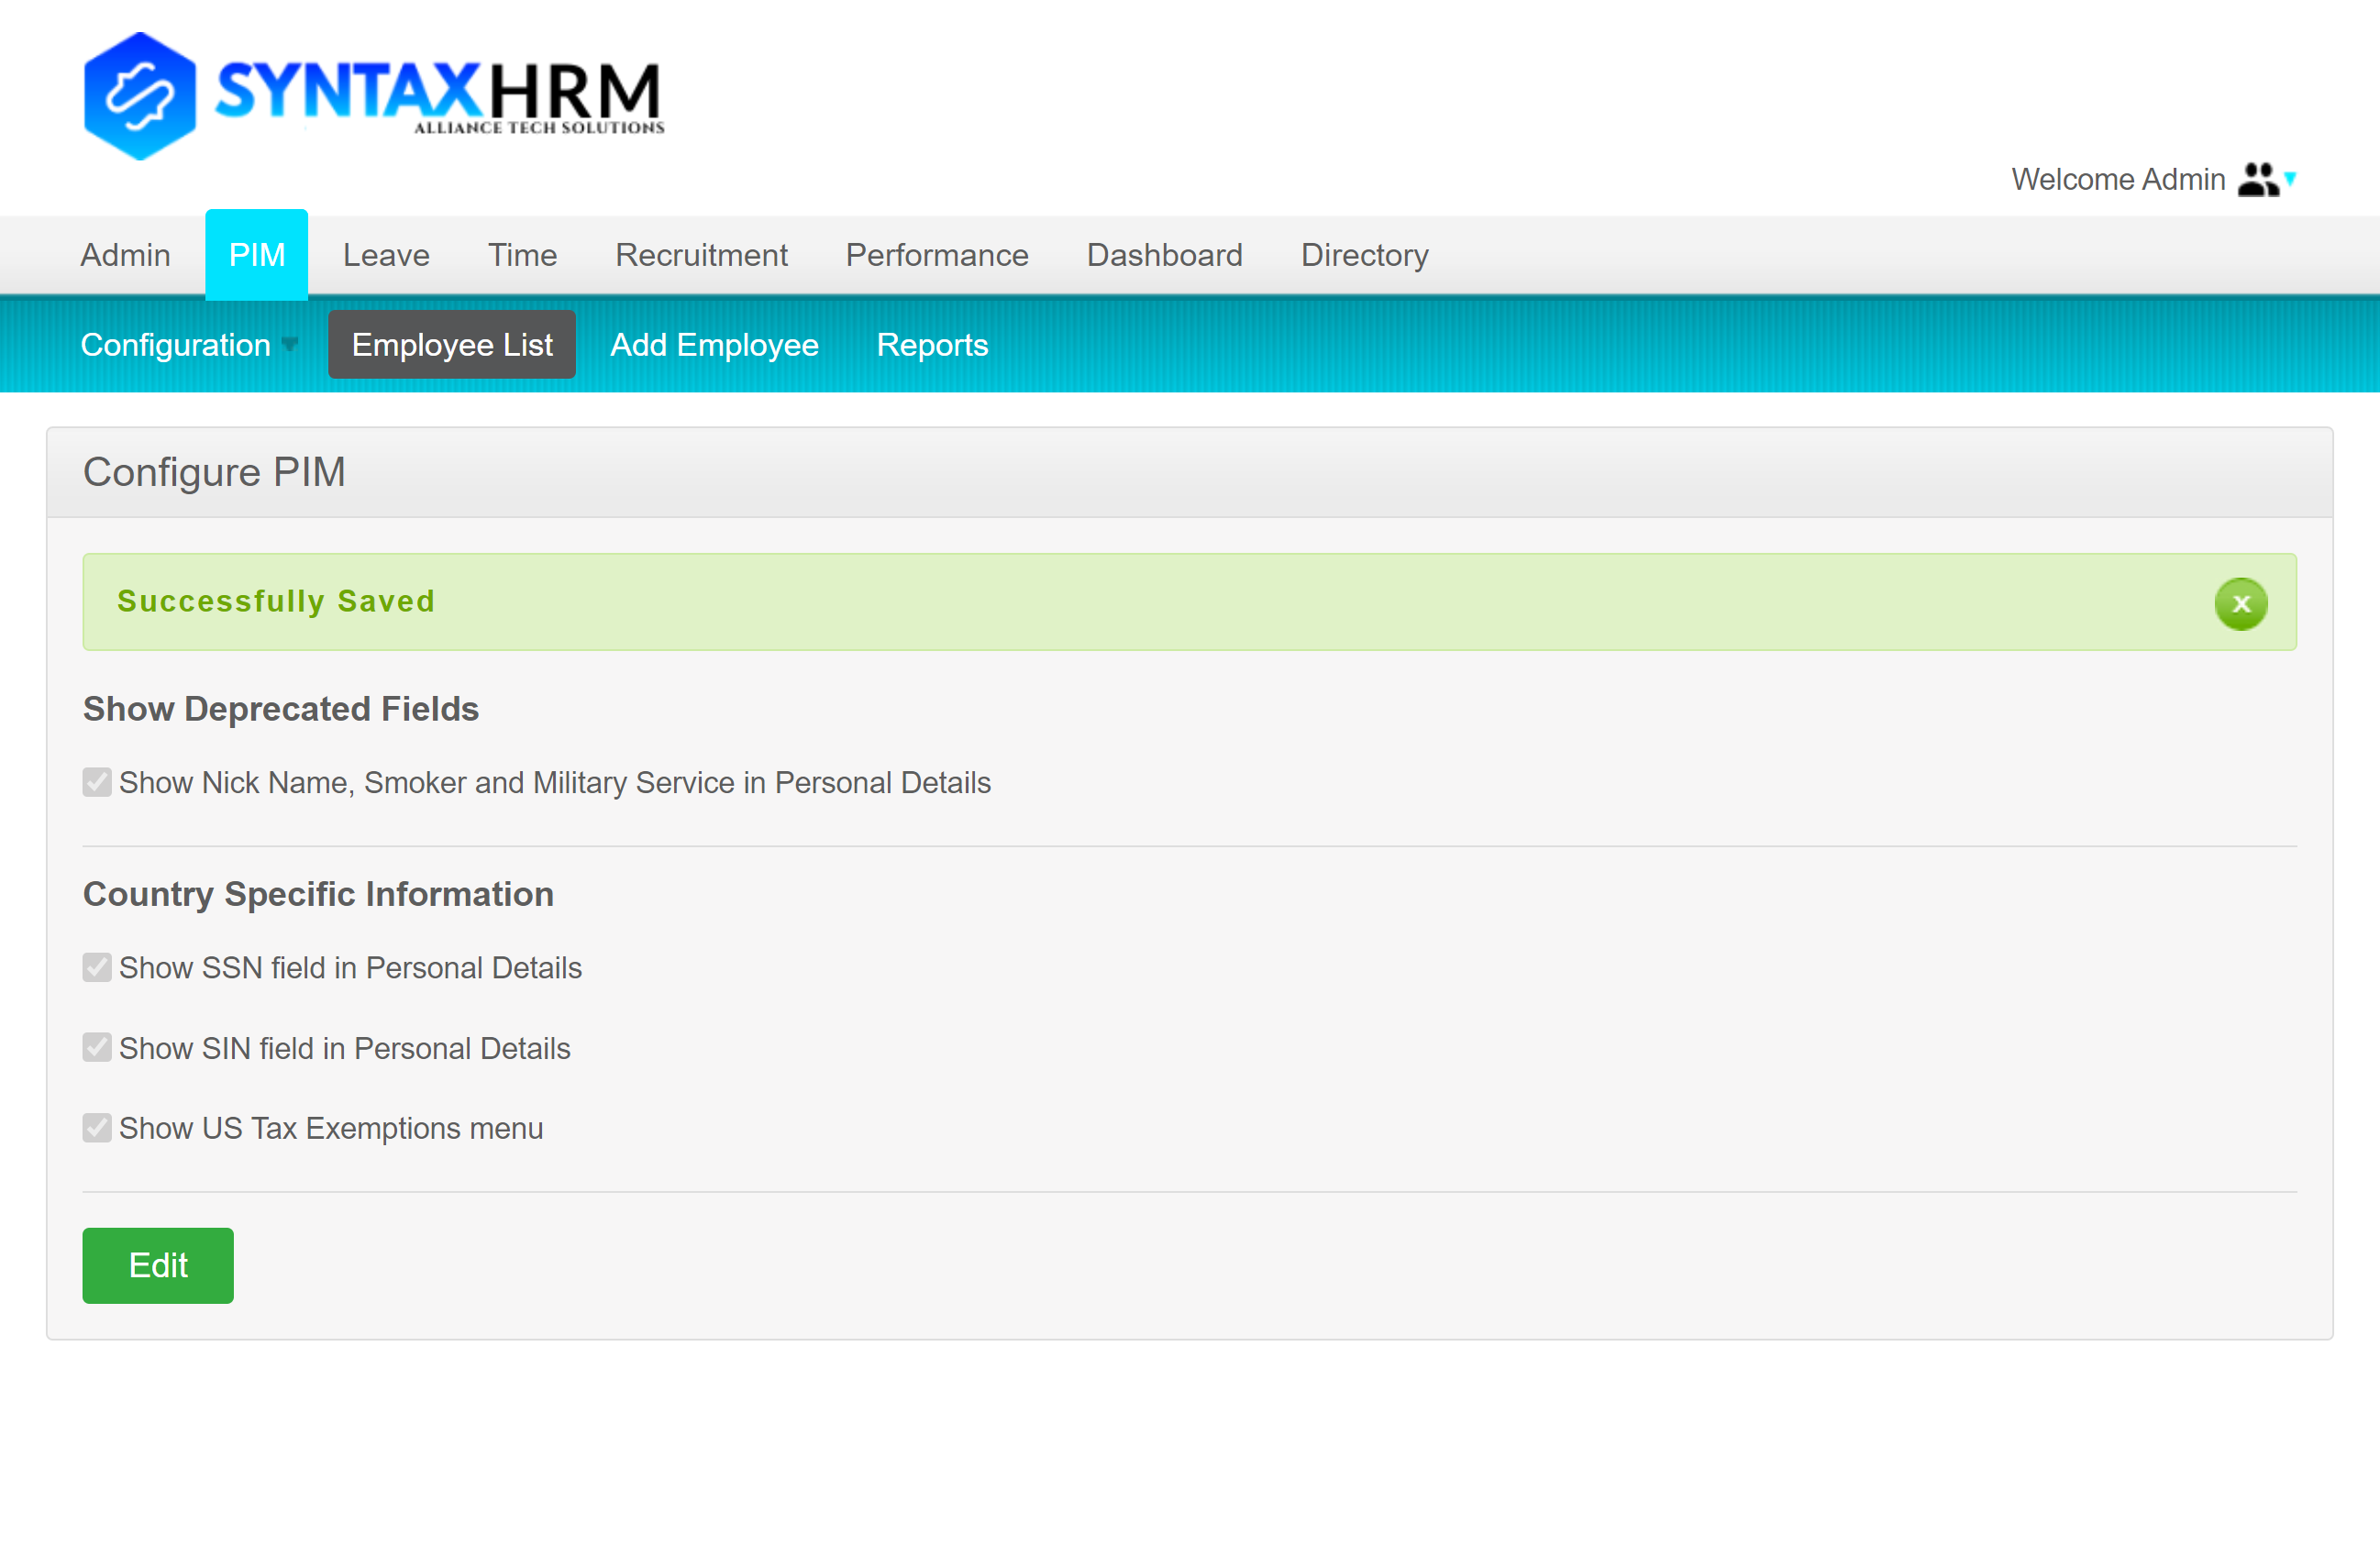 SYNTAXHRM
ALLIANCE TECH SOLUTIONS
Welcome Admin
Admin PIM Leave Time Recruitment Performance Dashboard Directory
Configuration Employee List Add Employee Reports
Configure PIM
Successfully Saved
x
Show Deprecated Fields
Show Nick Name, Smoker and Military Service in Personal Details
Country Specific Information
Show SSN field in Personal Details
Show SIN field in Personal Details
Show US Tax Exemptions menu
Edit